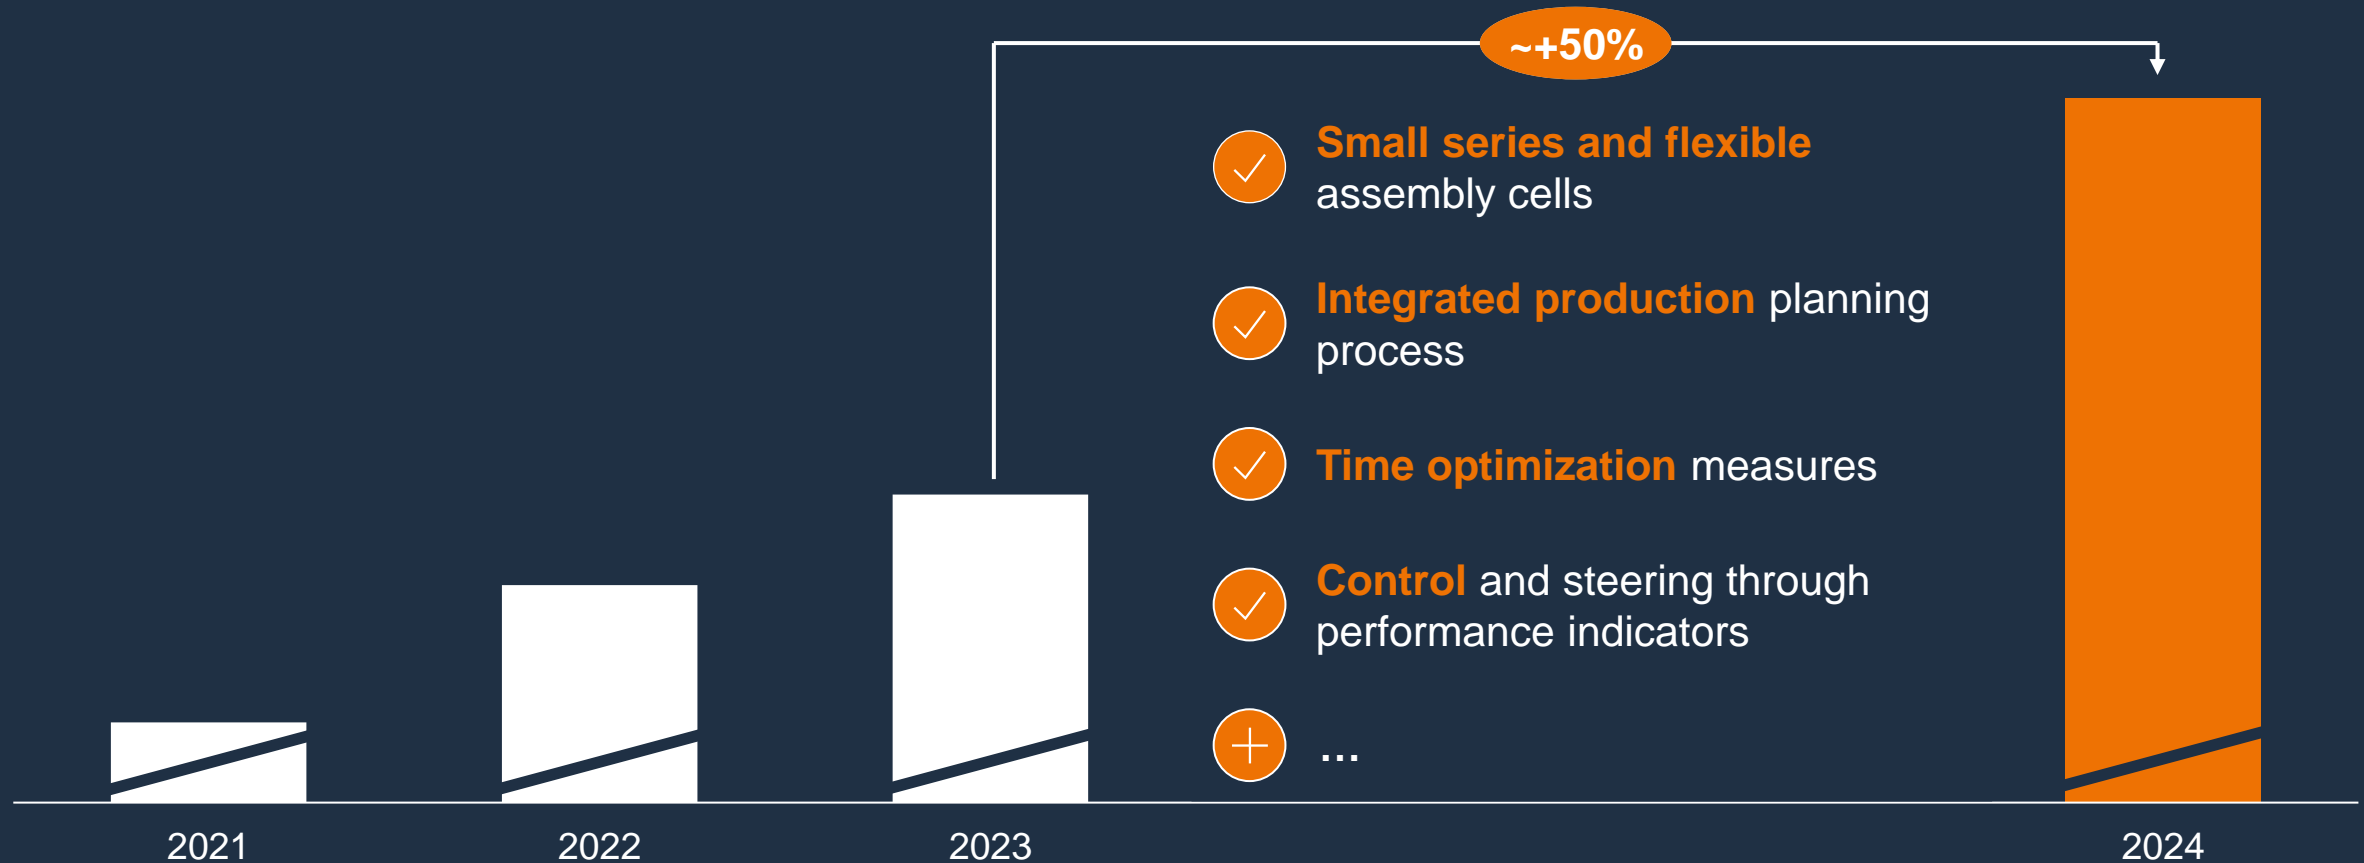 ~+50%
Small series and flexible
assembly cells
Integrated production planning
process
Time optimization measures
Control and steering through
performance indicators
...
2021
2022
2023
2024